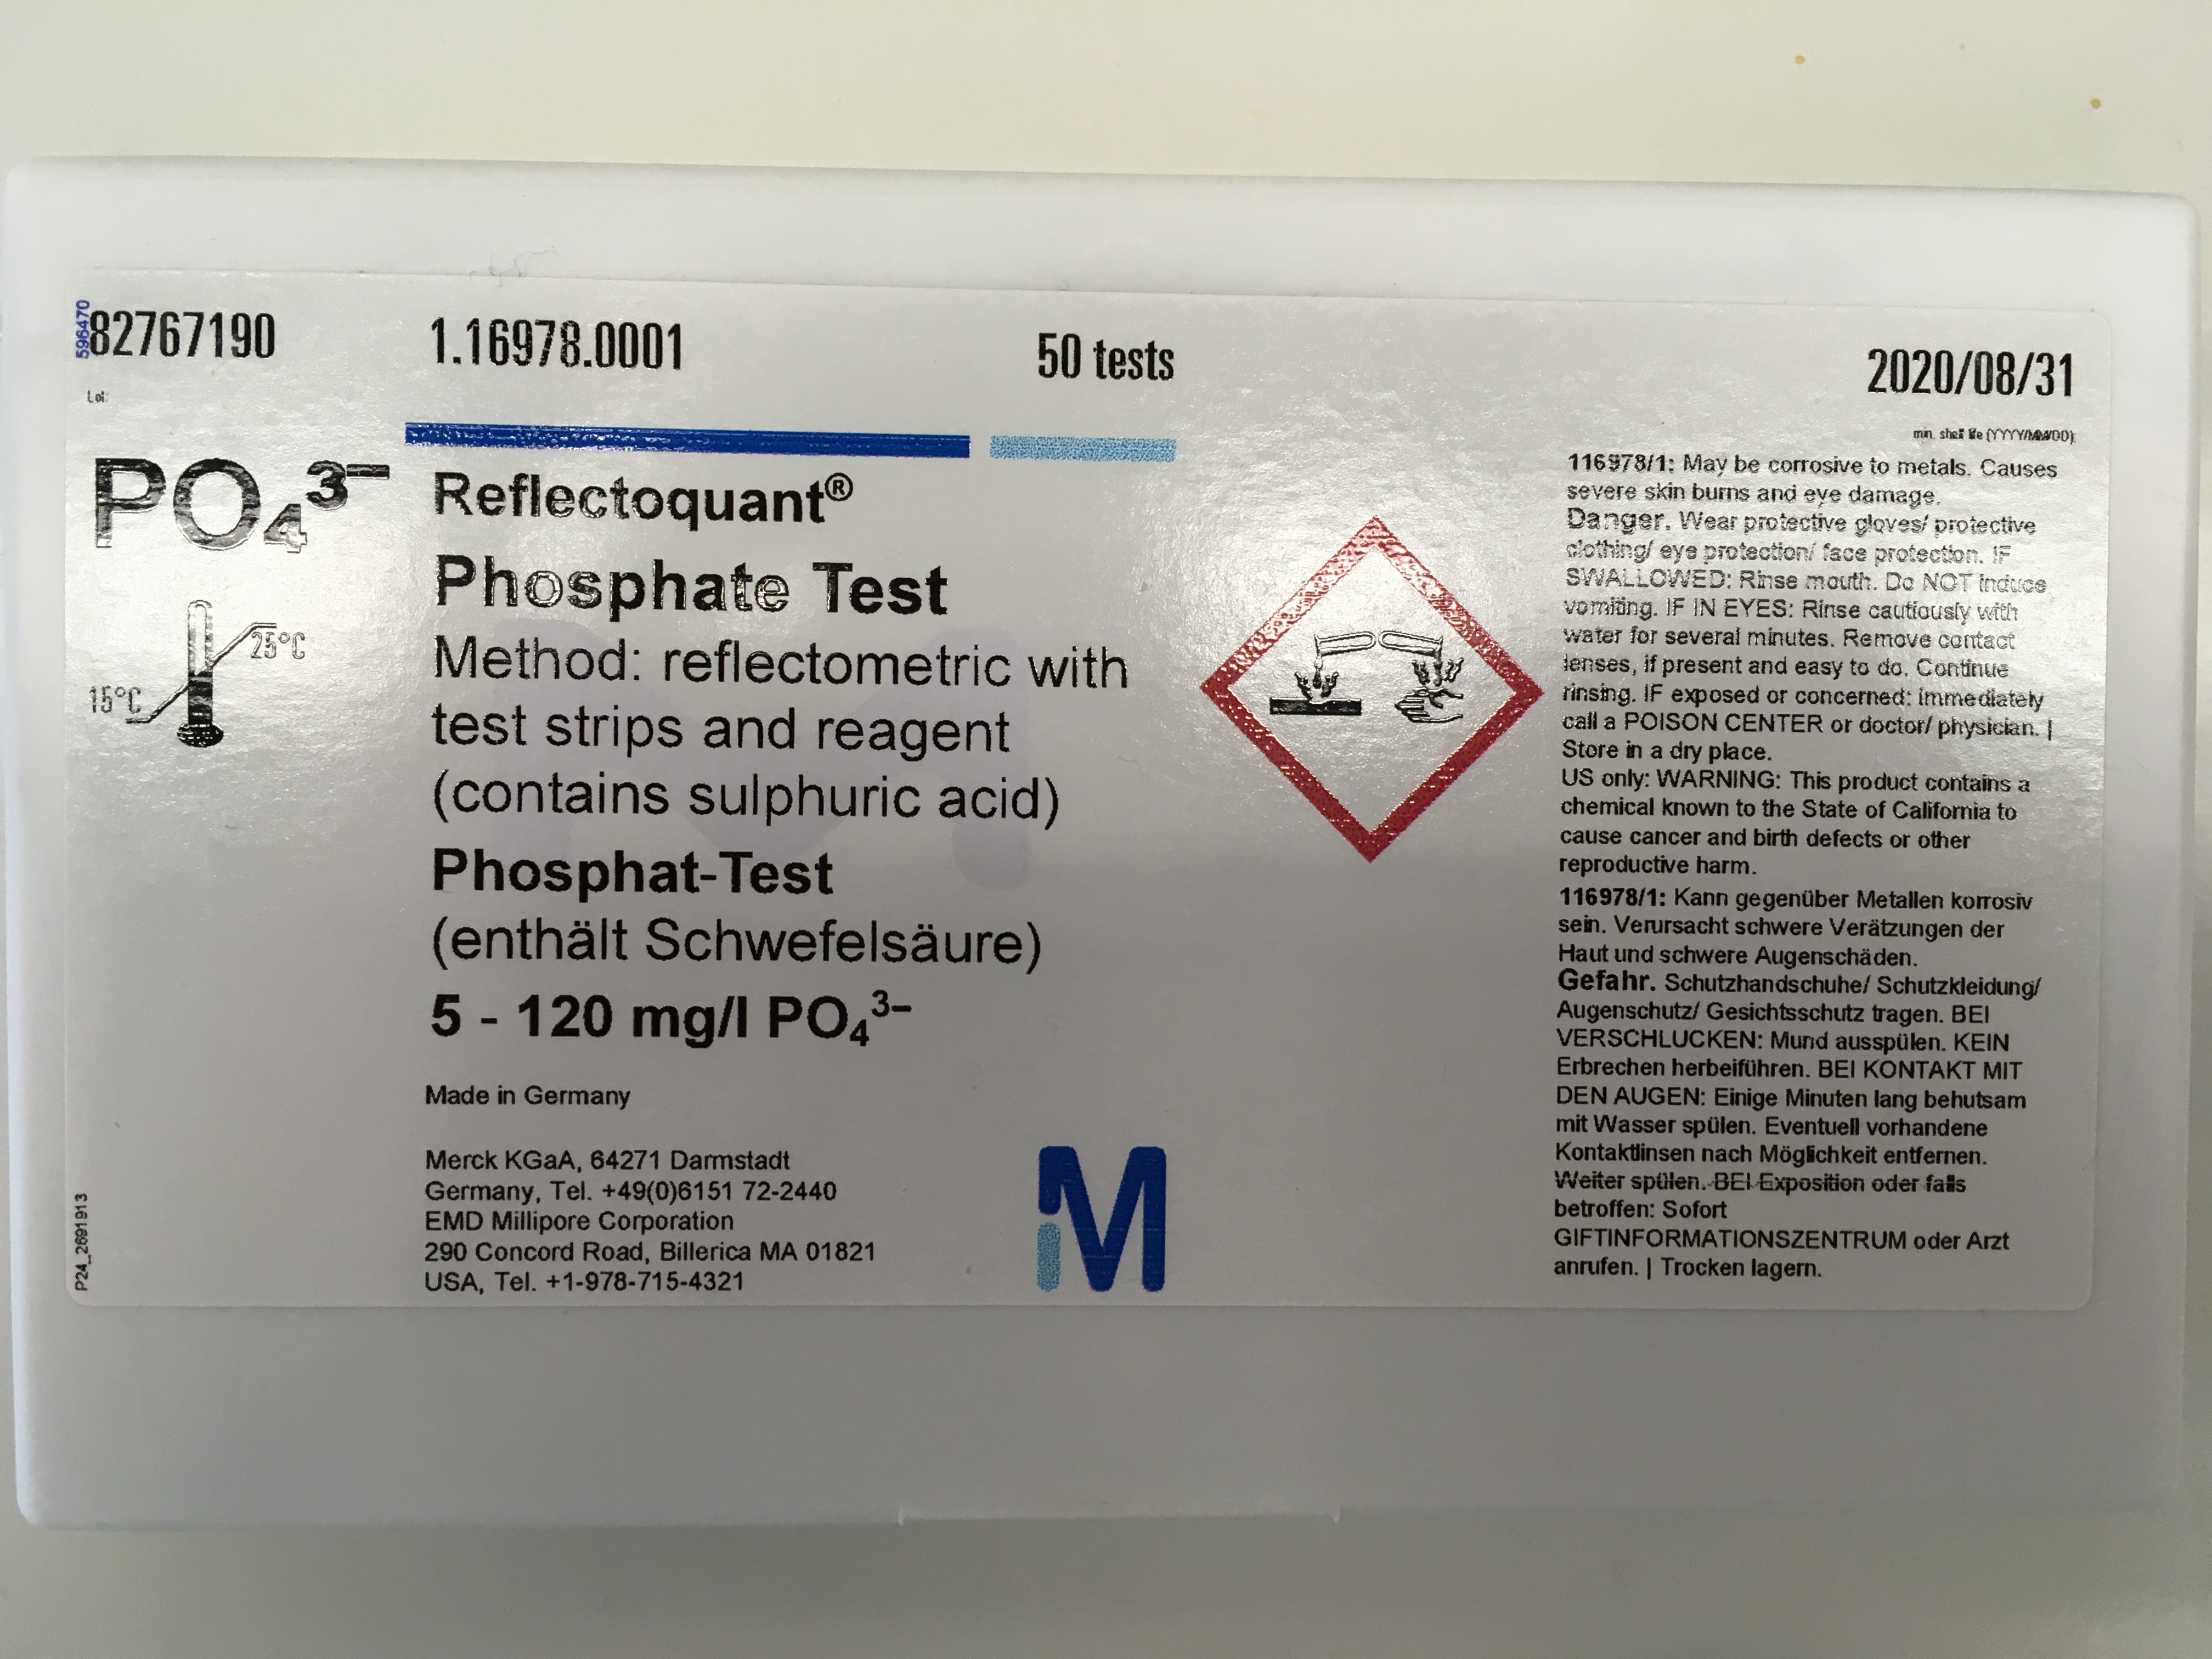 596470
82767190
Lot:
1.16978.0001
50 tests
2020/08/31
min. shelf life (YYYY/MM/DD):
PO₄³⁻
25°C
15°C
Reflectoquant®
Phosphate Test
Method: reflectometric with
test strips and reagent
(contains sulphuric acid)
Phosphat-Test
(enthält Schwefelsäure)
5 - 120 mg/l PO₄³⁻
Made in Germany
Merck KGaA, 64271 Darmstadt
Germany, Tel. +49(0)6151 72-2440
EMD Millipore Corporation
290 Concord Road, Billerica MA 01821
USA, Tel. +1-978-715-4321
P24_2691913
M
116978/1: May be corrosive to metals. Causes
severe skin burns and eye damage.
Danger. Wear protective gloves/ protective
clothing/ eye protection/ face protection. IF
SWALLOWED: Rinse mouth. Do NOT induce
vomiting. IF IN EYES: Rinse cautiously with
water for several minutes. Remove contact
lenses, if present and easy to do. Continue
rinsing. IF exposed or concerned: immediately
call a POISON CENTER or doctor/ physician. |
Store in a dry place.
US only: WARNING: This product contains a
chemical known to the State of California to
cause cancer and birth defects or other
reproductive harm.
116978/1: Kann gegenüber Metallen korrosiv
sein. Verursacht schwere Verätzungen der
Haut und schwere Augenschäden.
Gefahr. Schutzhandschuhe/ Schutzkleidung/
Augenschutz/ Gesichtsschutz tragen. BEI
VERSCHLUCKEN: Mund ausspülen. KEIN
Erbrechen herbeiführen. BEI KONTAKT MIT
DEN AUGEN: Einige Minuten lang behutsam
mit Wasser spülen. Eventuell vorhandene
Kontaktlinsen nach Möglichkeit entfernen.
Weiter spülen. BEI Exposition oder falls
betroffen: Sofort
GIFTINFORMATIONSZENTRUM oder Arzt
anrufen. | Trocken lagern.